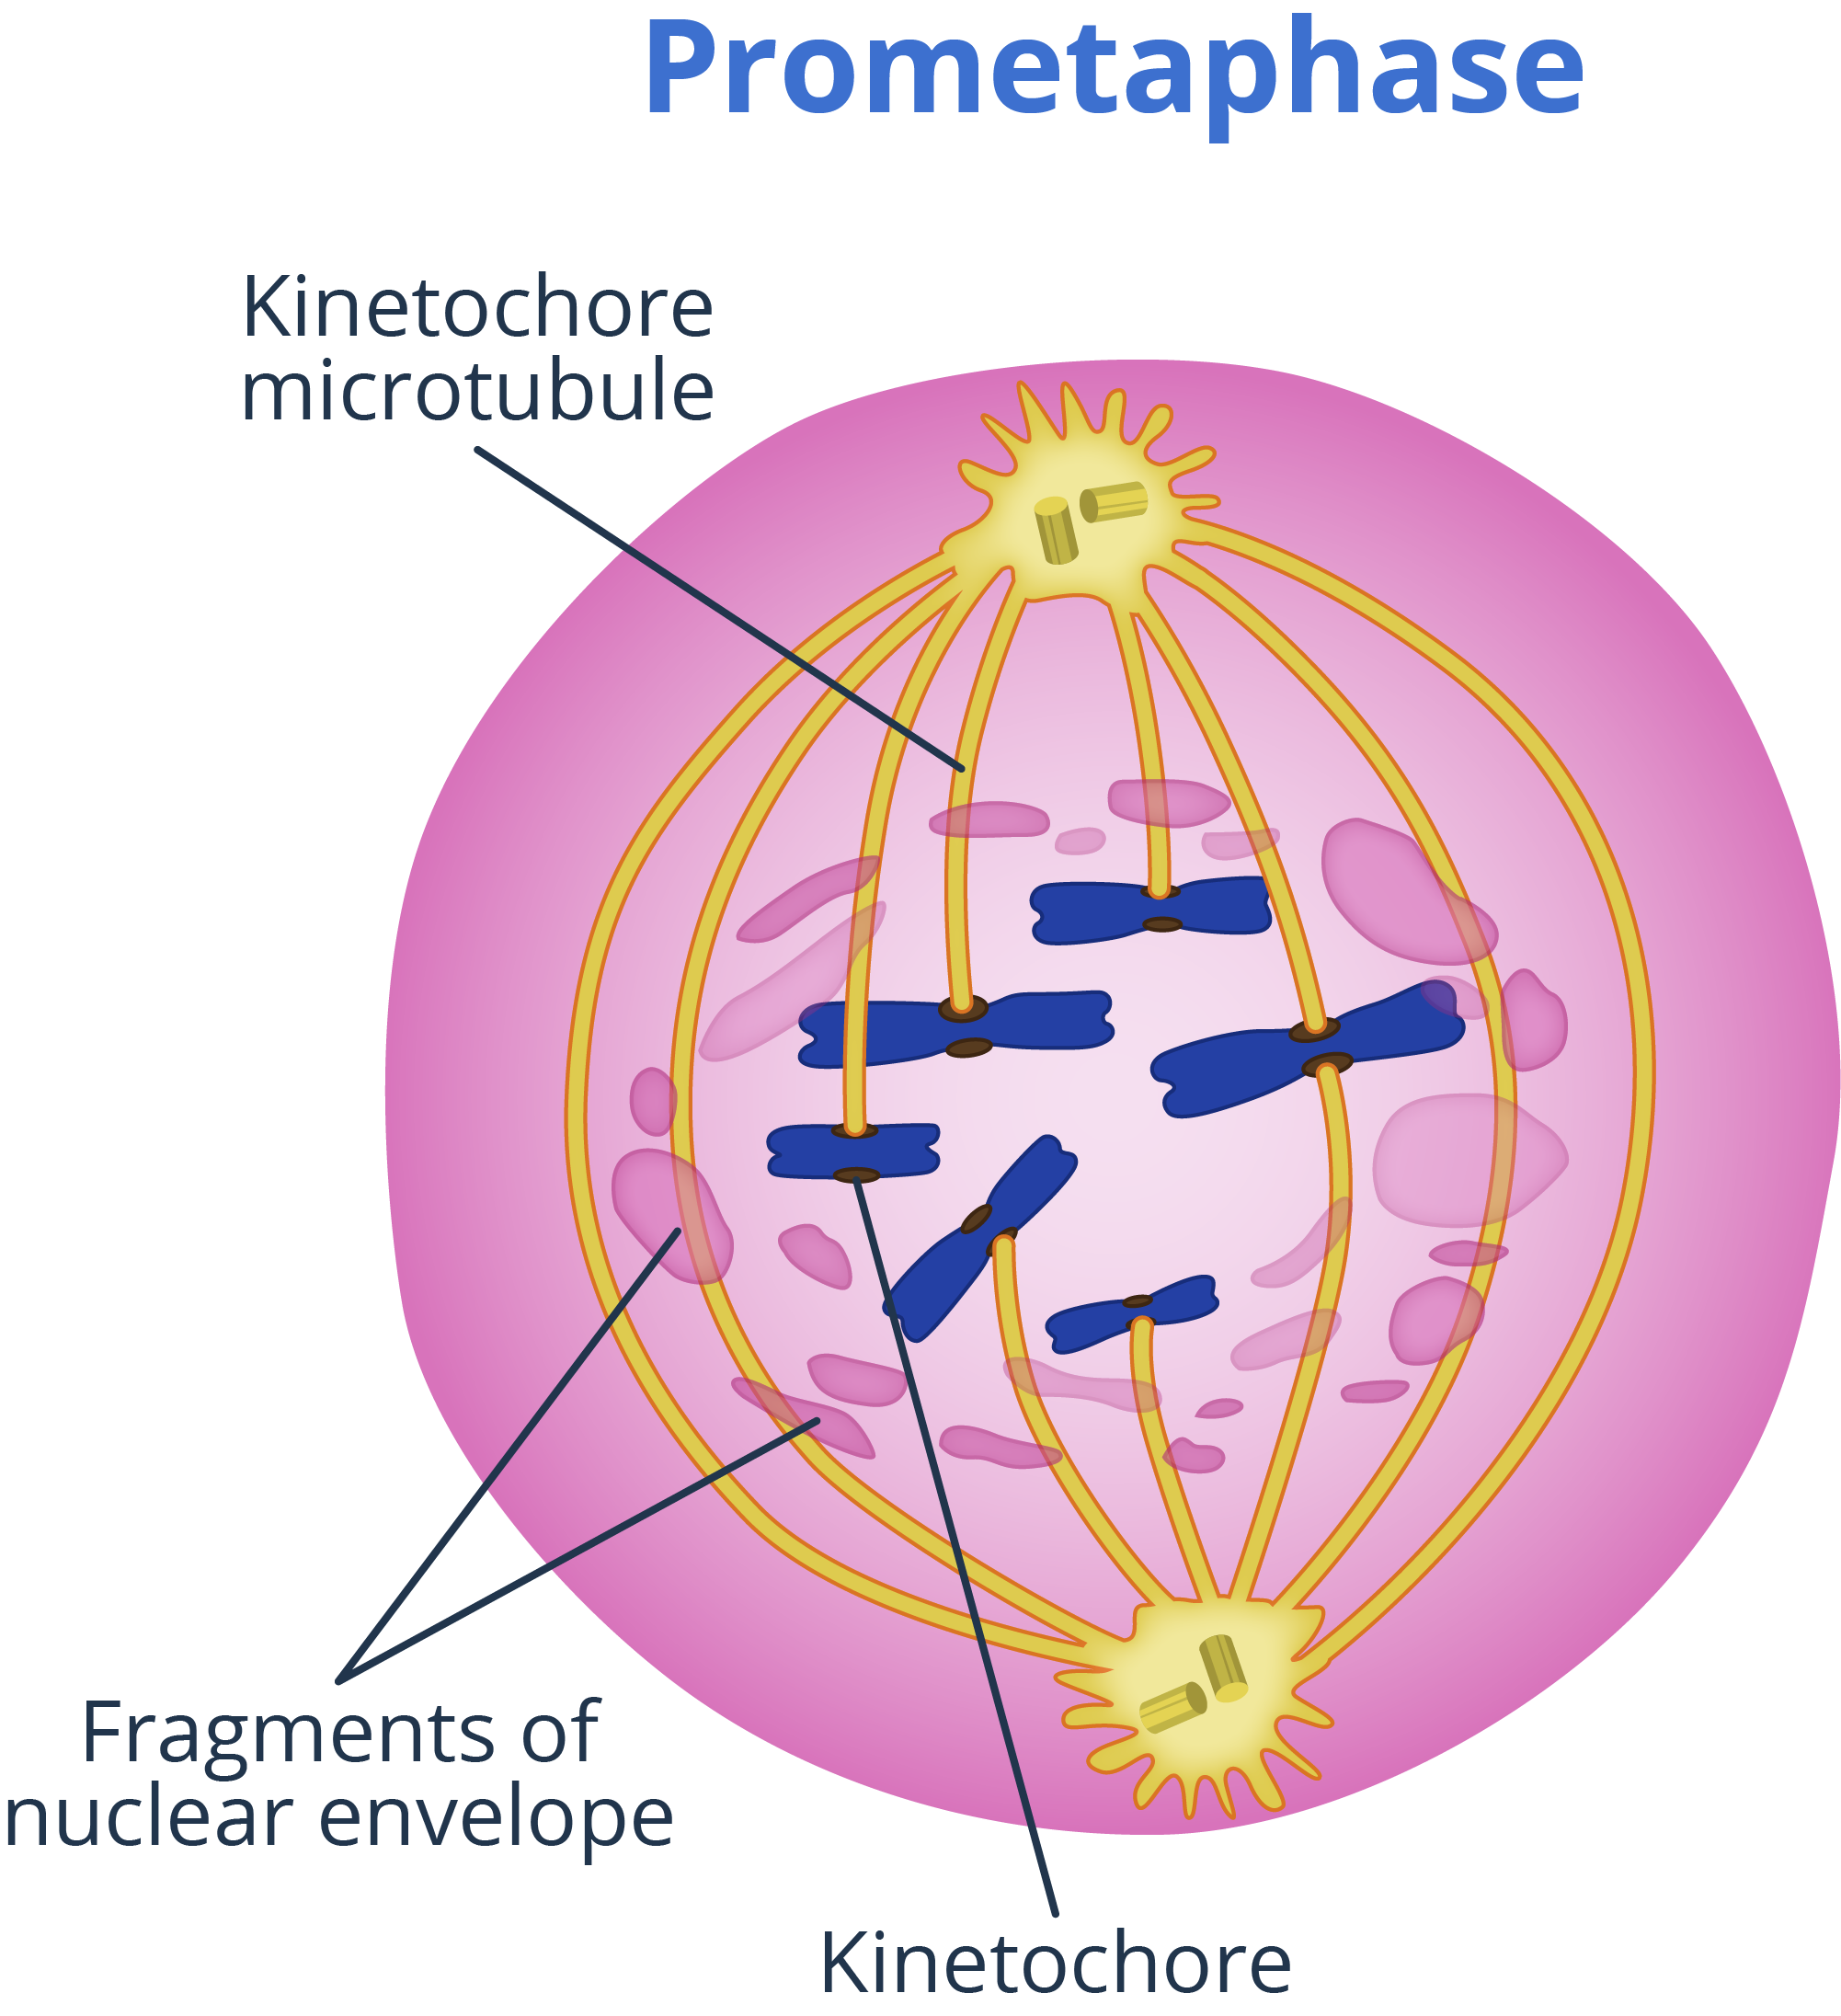 Prometaphase
Kinetochore
microtubule
Fragments of
nuclear envelope
Kinetochore